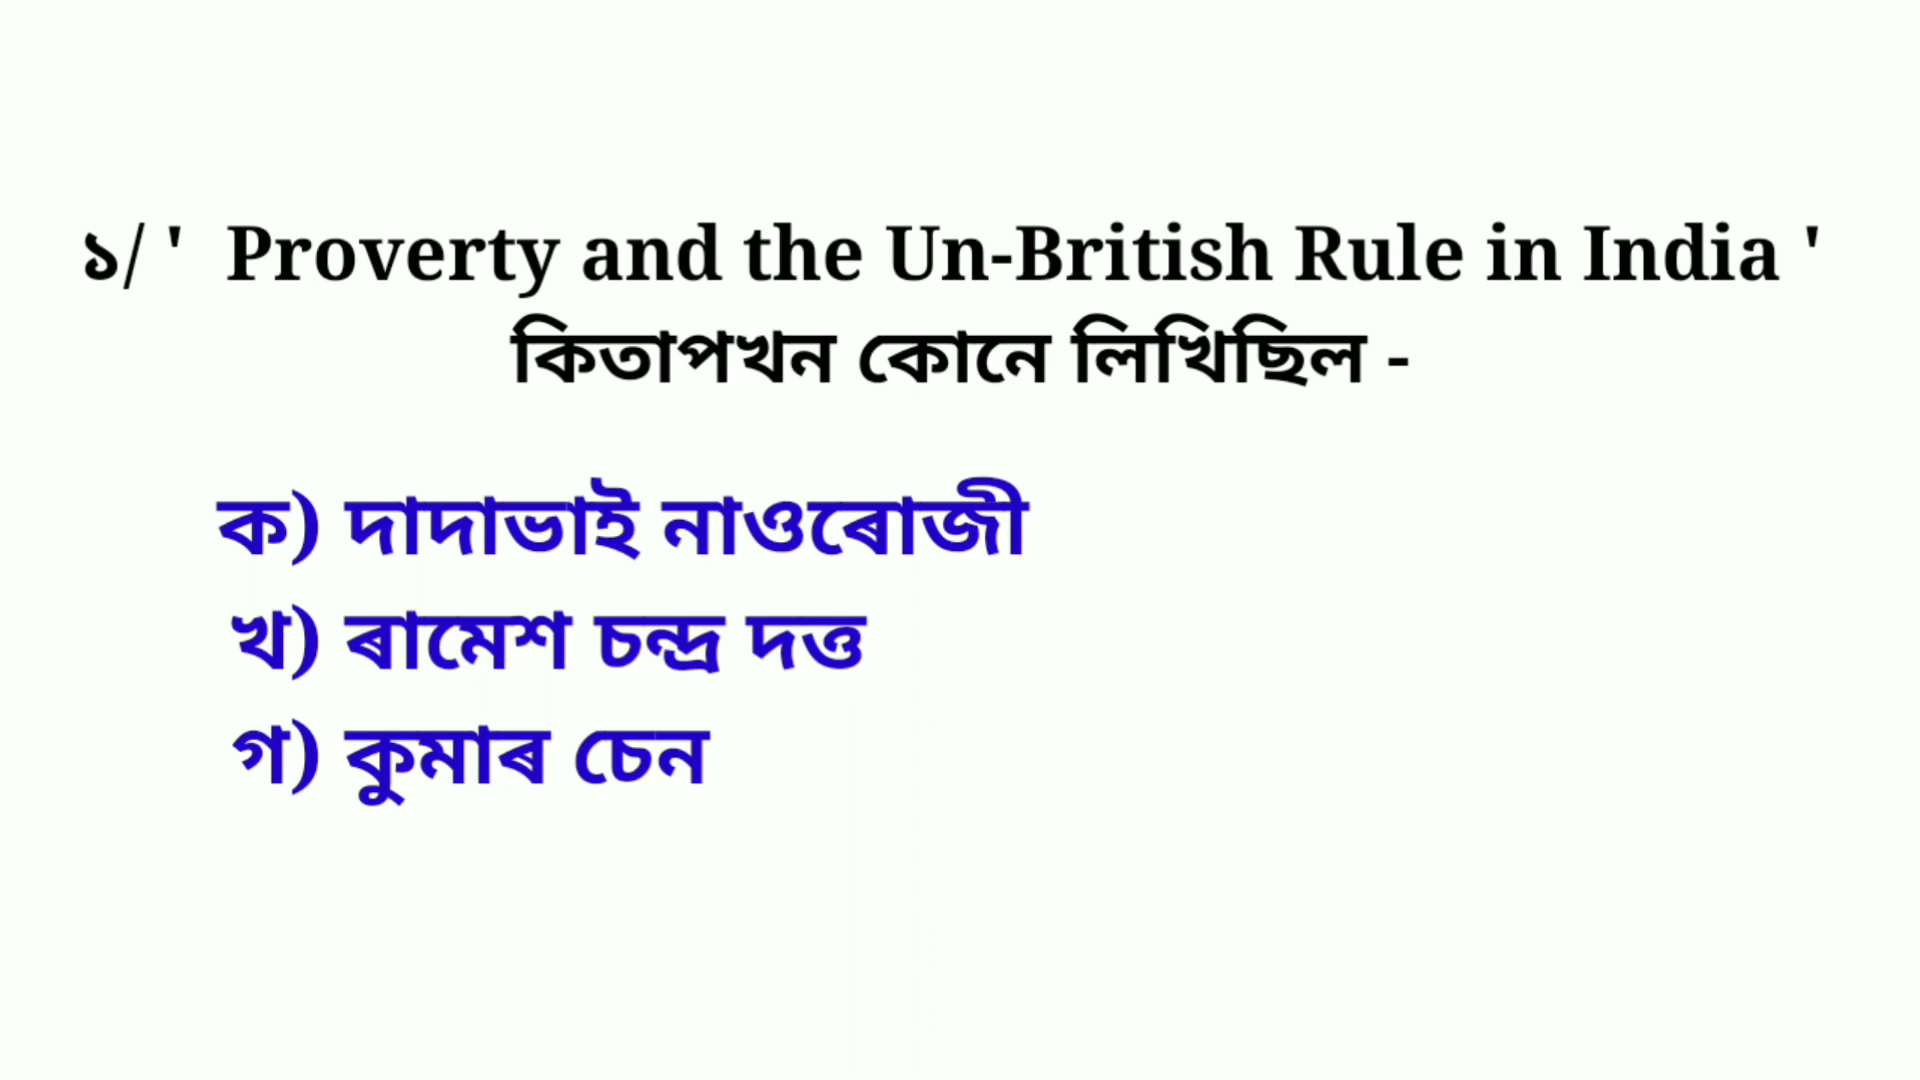 ১/ ' Proverty and the Un-British Rule in India '
কিতাপখন কোনে লিখিছিল -
ক) দাদাভাই নাওৰোজী
খ) ৰামেশ চন্দ্ৰ দত্ত
গ) কুমাৰ চেন